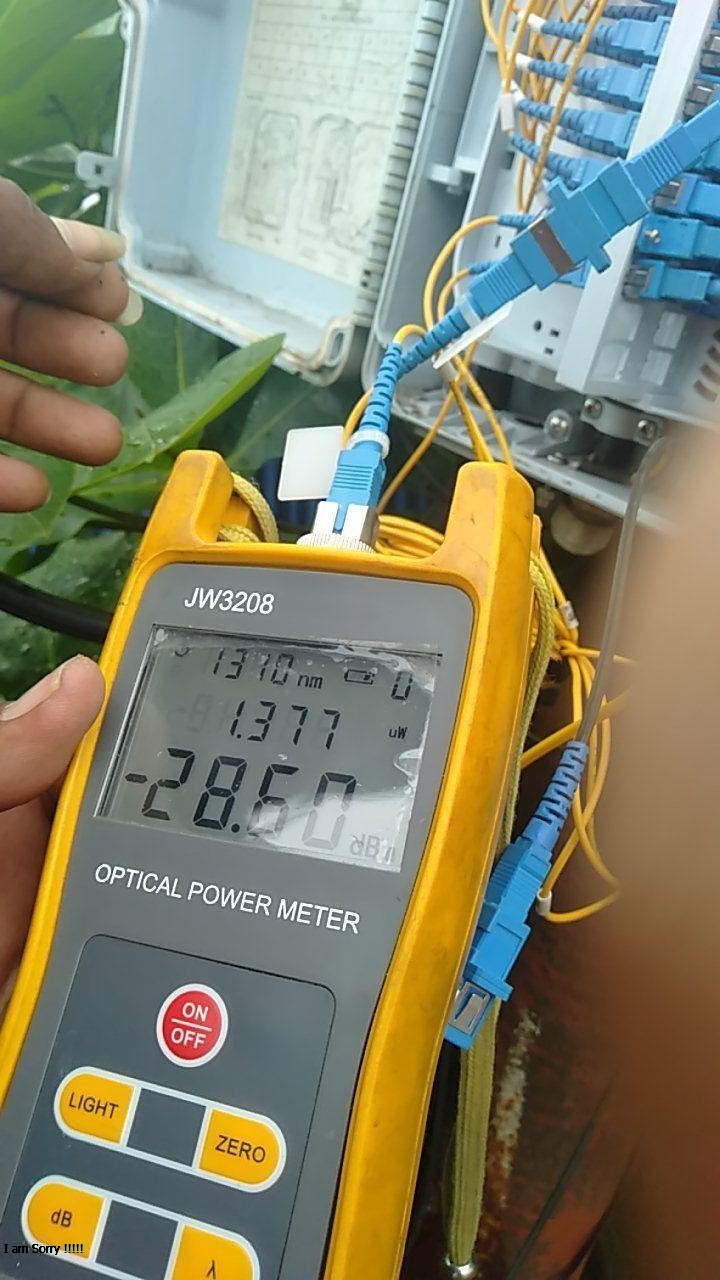 JW3208
1310 nm 0
1.377 uW
-28.60 dBm
OPTICAL POWER METER
ON
OFF
LIGHT
ZERO
dB
λ
I am Sorry !!!!!